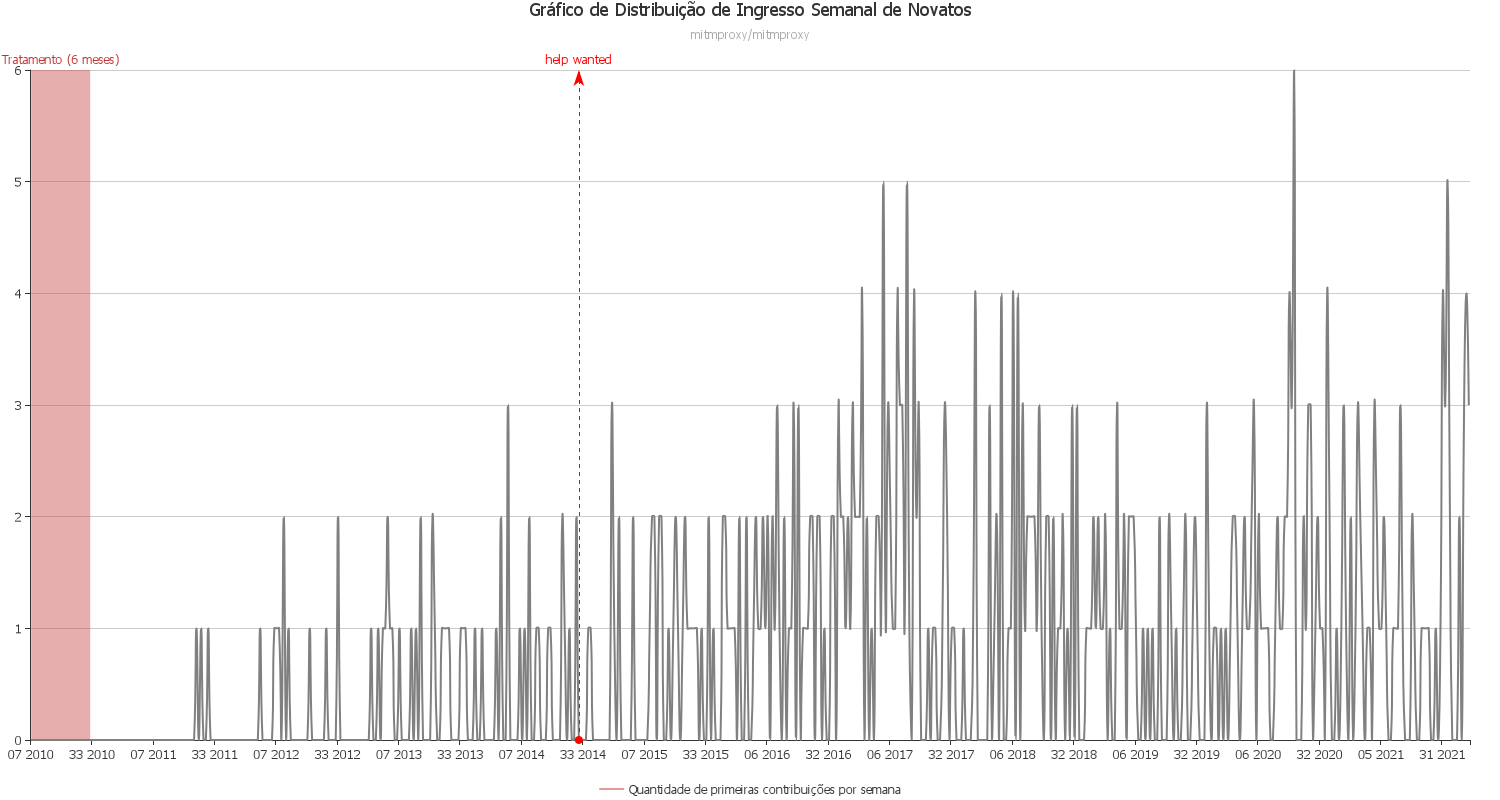 Gráfico de Distribuição de Ingresso Semanal de Novatos
mitmproxy/mitmproxy
Tratamento (6 meses)
help wanted
6
5
4
3
2
1
0
07 2010 33 2010 07 2011 33 2011 07 2012 33 2012 07 2013 33 2013 07 2014 33 2014 07 2015 33 2015 06 2016 32 2016 06 2017 32 2017 06 2018 32 2018 06 2019 32 2019 06 2020 32 2020 05 2021 31 2021
Quantidade de primeiras contribuições por semana